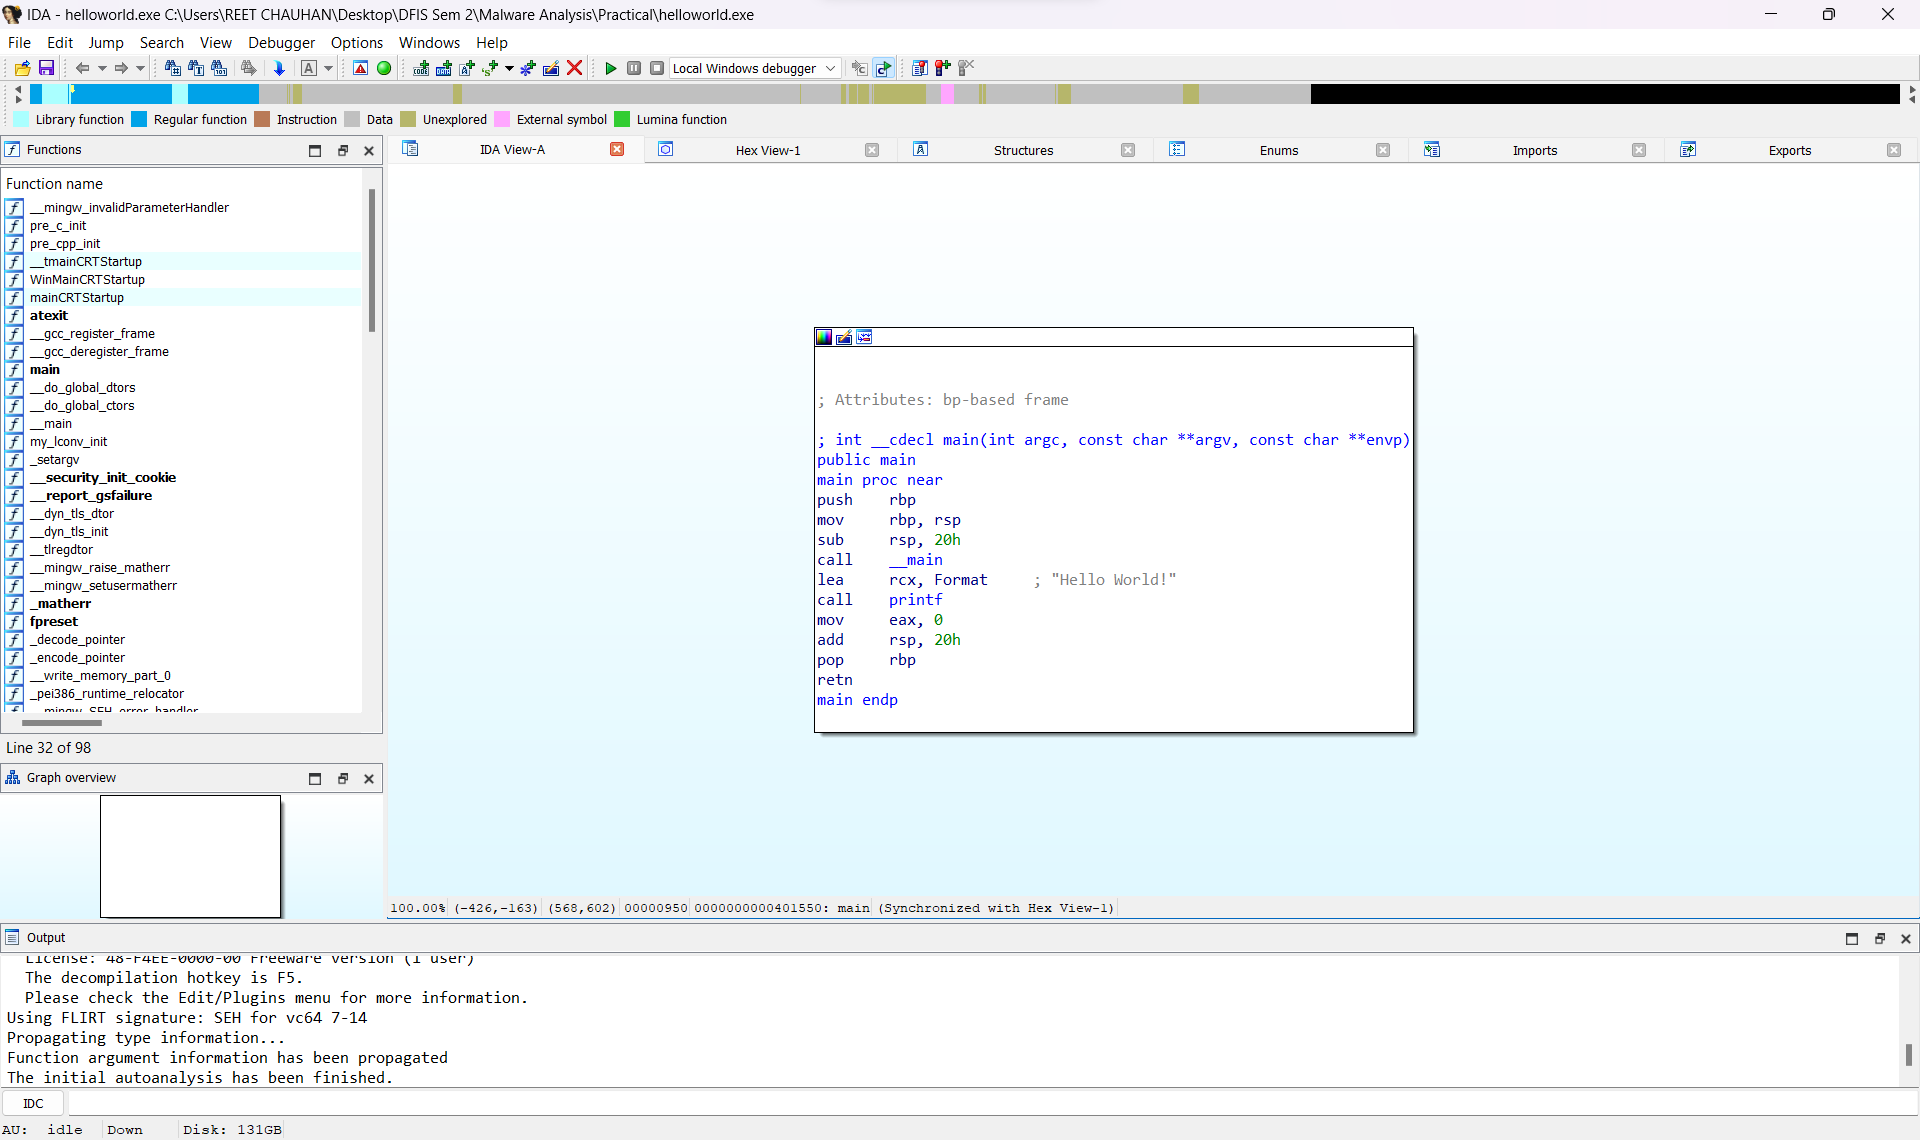 IDA - helloworld.exe C:\Users\REET CHAUHAN\Desktop\DFIS Sem 2\Malware Analysis\Practical\helloworld.exe
File Edit Jump Search View Debugger Options Windows Help
Local Windows debugger
Library function Regular function Instruction Data Unexplored External symbol Lumina function
Functions
IDA View-A Hex View-1 Structures Enums Imports Exports
Function name
__mingw_invalidParameterHandler
pre_c_init
pre_cpp_init
__tmainCRTStartup
WinMainCRTStartup
mainCRTStartup
atexit
__gcc_register_frame
__gcc_deregister_frame
main
__do_global_dtors
__do_global_ctors
__main
my_lconv_init
_setargv
__security_init_cookie
__report_gsfailure
__dyn_tls_dtor
__dyn_tls_init
__tlregdtor
__mingw_raise_matherr
__mingw_setusermatherr
_matherr
fpreset
_decode_pointer
_encode_pointer
__write_memory_part_0
_pei386_runtime_relocator
__mingw_SEH_error_handler
Line 32 of 98
Graph overview
; Attributes: bp-based frame
; int __cdecl main(int argc, const char **argv, const char **envp)
public main
main proc near
push rbp
mov rbp, rsp
sub rsp, 20h
call __main
lea rcx, Format ; "Hello World!"
call printf
mov eax, 0
add rsp, 20h
pop rbp
retn
main endp
100.00% (-426,-163) (568,602) 00000950 0000000000401550: main (Synchronized with Hex View-1)
Output
License: 48-F4EE-0000-00 Freeware version (1 user)
The decompilation hotkey is F5.
Please check the Edit/Plugins menu for more information.
Using FLIRT signature: SEH for vc64 7-14
Propagating type information...
Function argument information has been propagated
The initial autoanalysis has been finished.
IDC
AU: idle Down Disk: 131GB